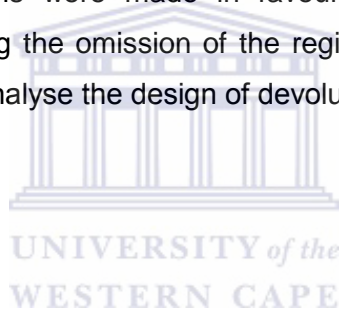 ns were made in favour
g the omission of the regi
nalyse the design of devolu
UNIVERSITY of the
WESTERN CAPE